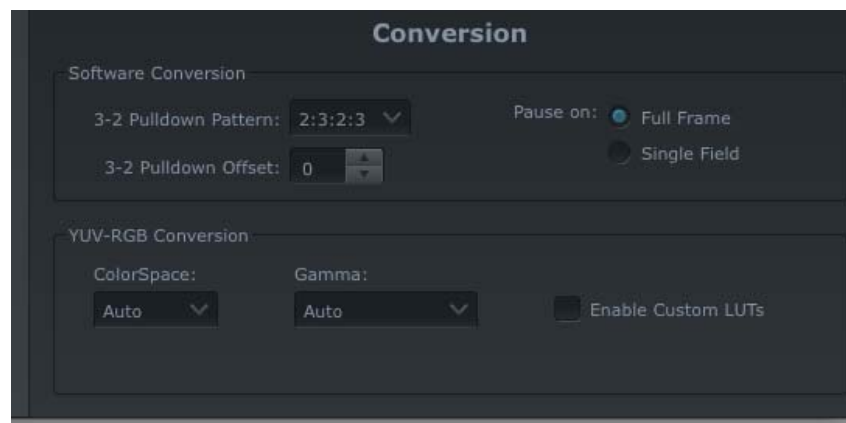 Conversion
Software Conversion
3-2 Pulldown Pattern: 2:3:2:3
Pause on: Full Frame
Single Field
3-2 Pulldown Offset: 0
YUV-RGB Conversion
ColorSpace: Gamma:
Auto Auto Enable Custom LUTs